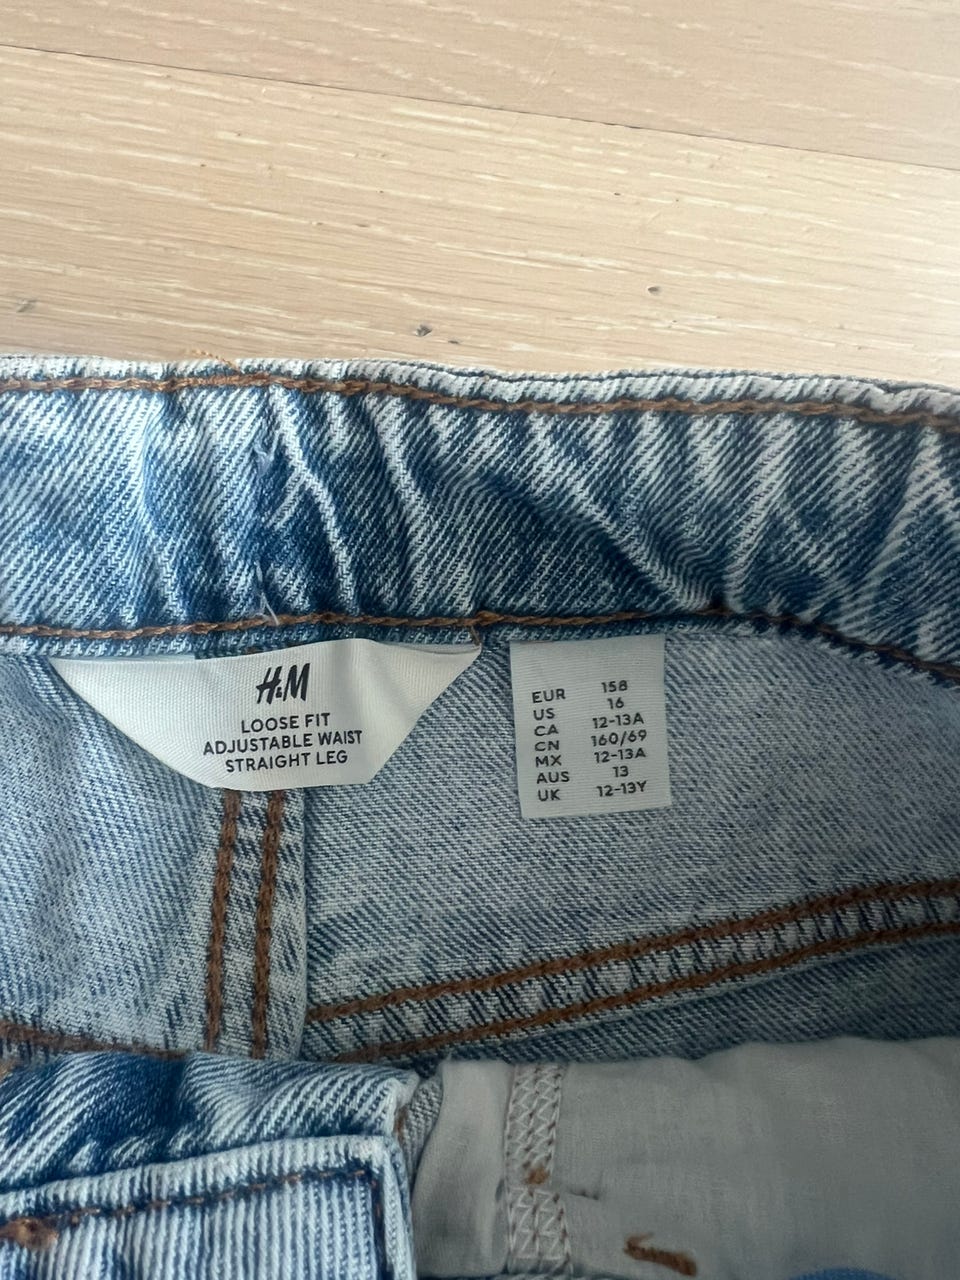 H&M
LOOSE FIT
ADJUSTABLE WAIST
STRAIGHT LEG
EUR 158
US 16
CA 12-13A
CN 160/69
MX 12-13A
AUS 13
UK 12-13Y